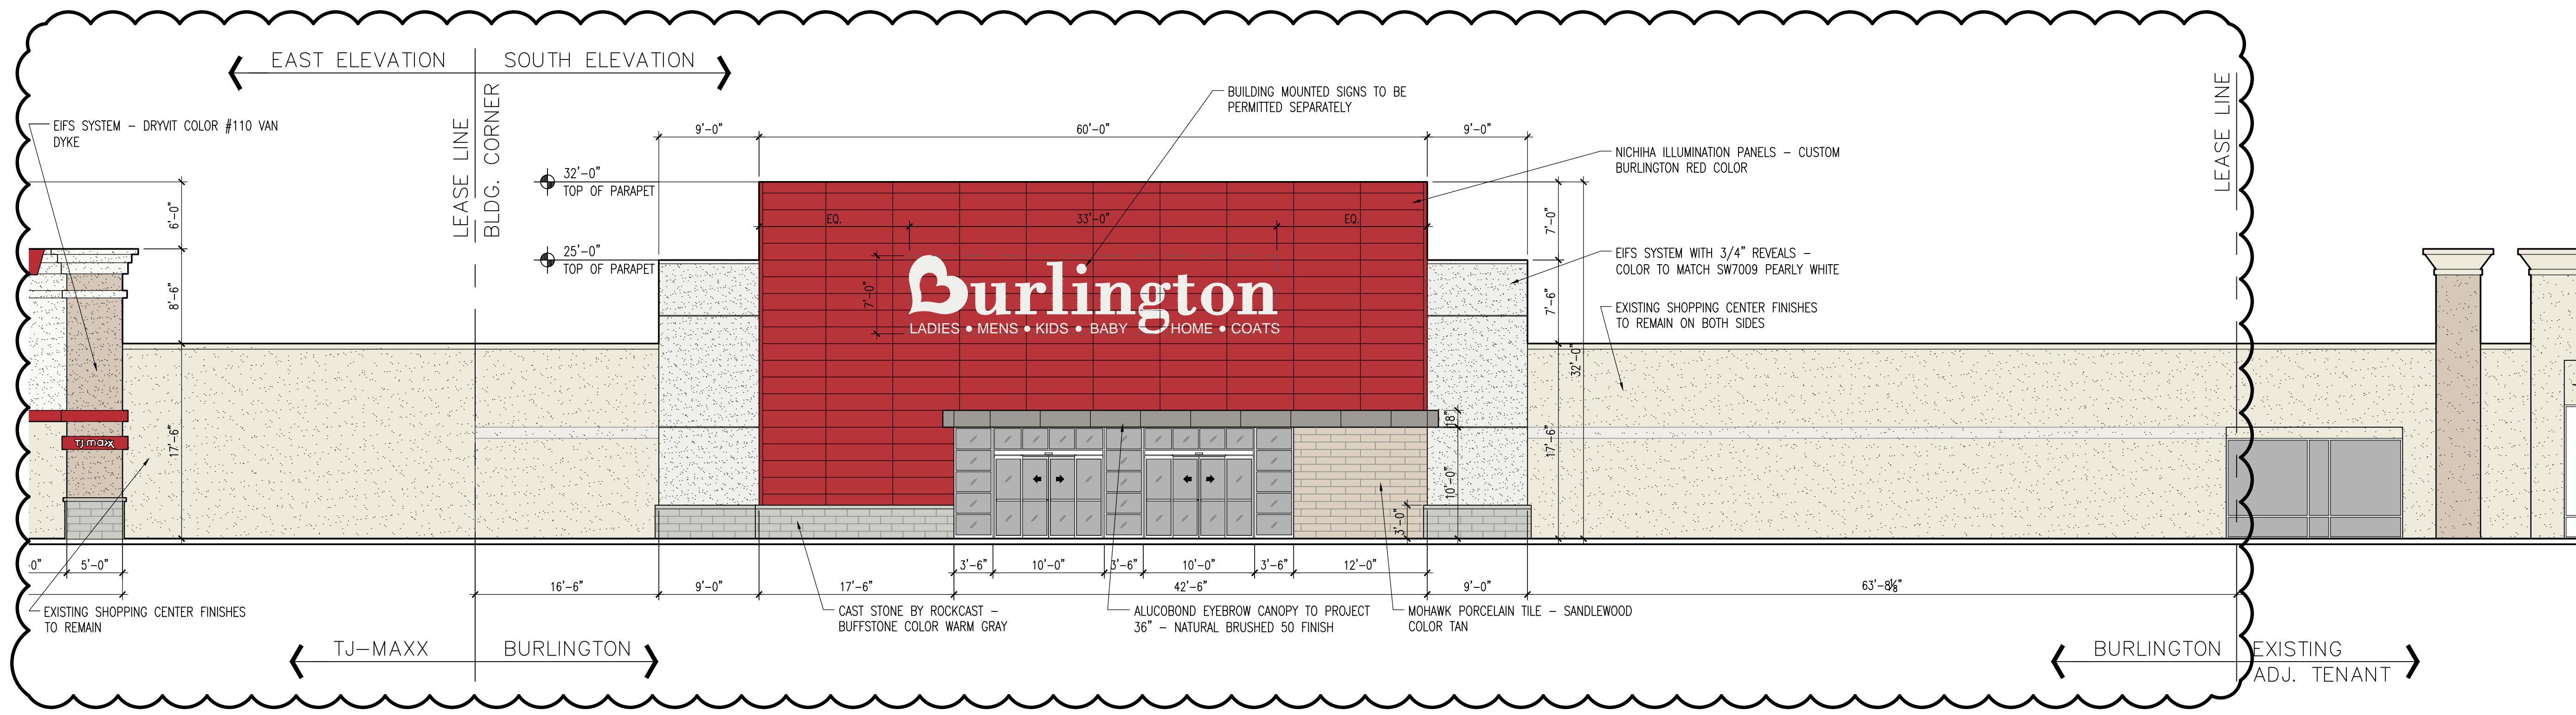 EAST ELEVATION
SOUTH ELEVATION
LEASE LINE
BLDG. CORNER
LEASE LINE
EIFS SYSTEM – DRYVIT COLOR #110 VAN
DYKE
BUILDING MOUNTED SIGNS TO BE
PERMITTED SEPARATELY
9'-0"
60'-0"
9'-0"
NICHIHA ILLUMINATION PANELS – CUSTOM
BURLINGTON RED COLOR
32'-0"
TOP OF PARAPET
25'-0"
TOP OF PARAPET
6'-0"
8'-6"
17'-6"
EQ.
33'-0"
EQ.
7'-0"
Burlington
LADIES • MENS • KIDS • BABY HOME • COATS
7'-0"
7'-6"
32'-0"
17'-6"
EIFS SYSTEM WITH 3/4" REVEALS –
COLOR TO MATCH SW7009 PEARLY WHITE
EXISTING SHOPPING CENTER FINISHES
TO REMAIN ON BOTH SIDES
TJ-maxx
18"
10'-0"
3'-0"
-0"
5'-0"
3'-6"
10'-0"
3'-6"
10'-0"
3'-6"
12'-0"
16'-6"
9'-0"
17'-6"
42'-6"
9'-0"
63'-8⅛"
EXISTING SHOPPING CENTER FINISHES
TO REMAIN
CAST STONE BY ROCKCAST –
BUFFSTONE COLOR WARM GRAY
ALUCOBOND EYEBROW CANOPY TO PROJECT
36" – NATURAL BRUSHED 50 FINISH
MOHAWK PORCELAIN TILE – SANDLEWOOD
COLOR TAN
TJ-MAXX
BURLINGTON
BURLINGTON
EXISTING
ADJ. TENANT